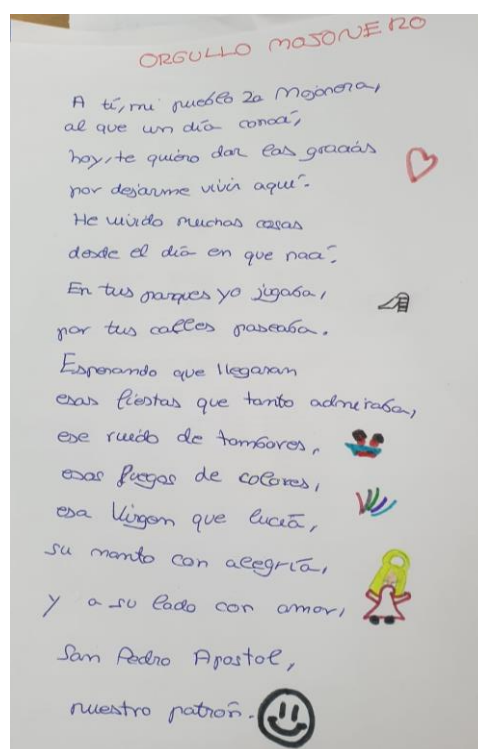 ORGULLO MOJONERO
A tí, mi pueblo La Mojonera,
al que un día conocí,
hoy, te quiero dar las gracias
por dejarme vivir aquí.
He vivido muchas cosas
desde el día en que nací.
En tus parques yo jugaba,
por tus calles paseaba.
Esperando que llegaran
esas fiestas que tanto admiraba,
ese ruido de tambores,
esos fuegos de colores,
esa Virgen que lucía,
su manto con alegría,
y a su lado con amor,
San Pedro Apostol,
nuestro patrón.